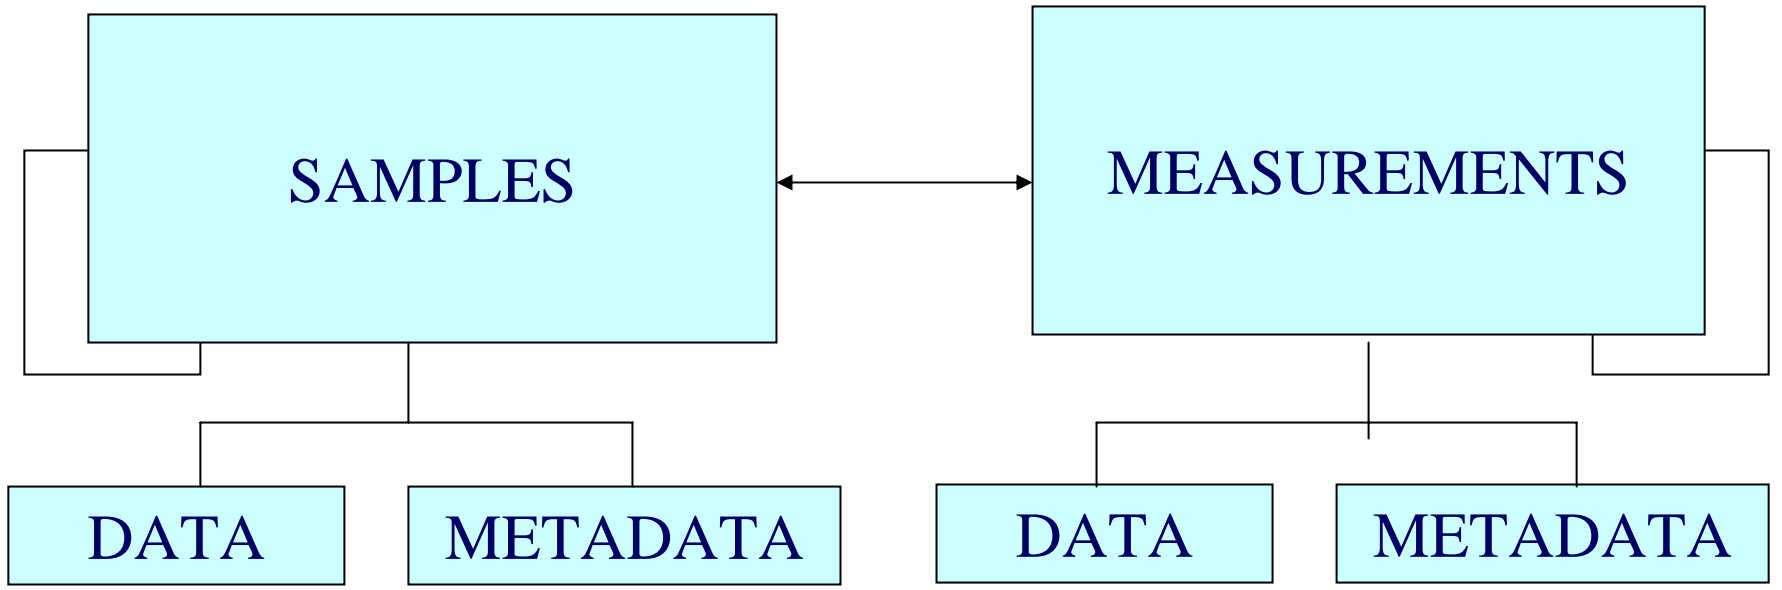 SAMPLES
MEASUREMENTS
DATA
METADATA
DATA
METADATA